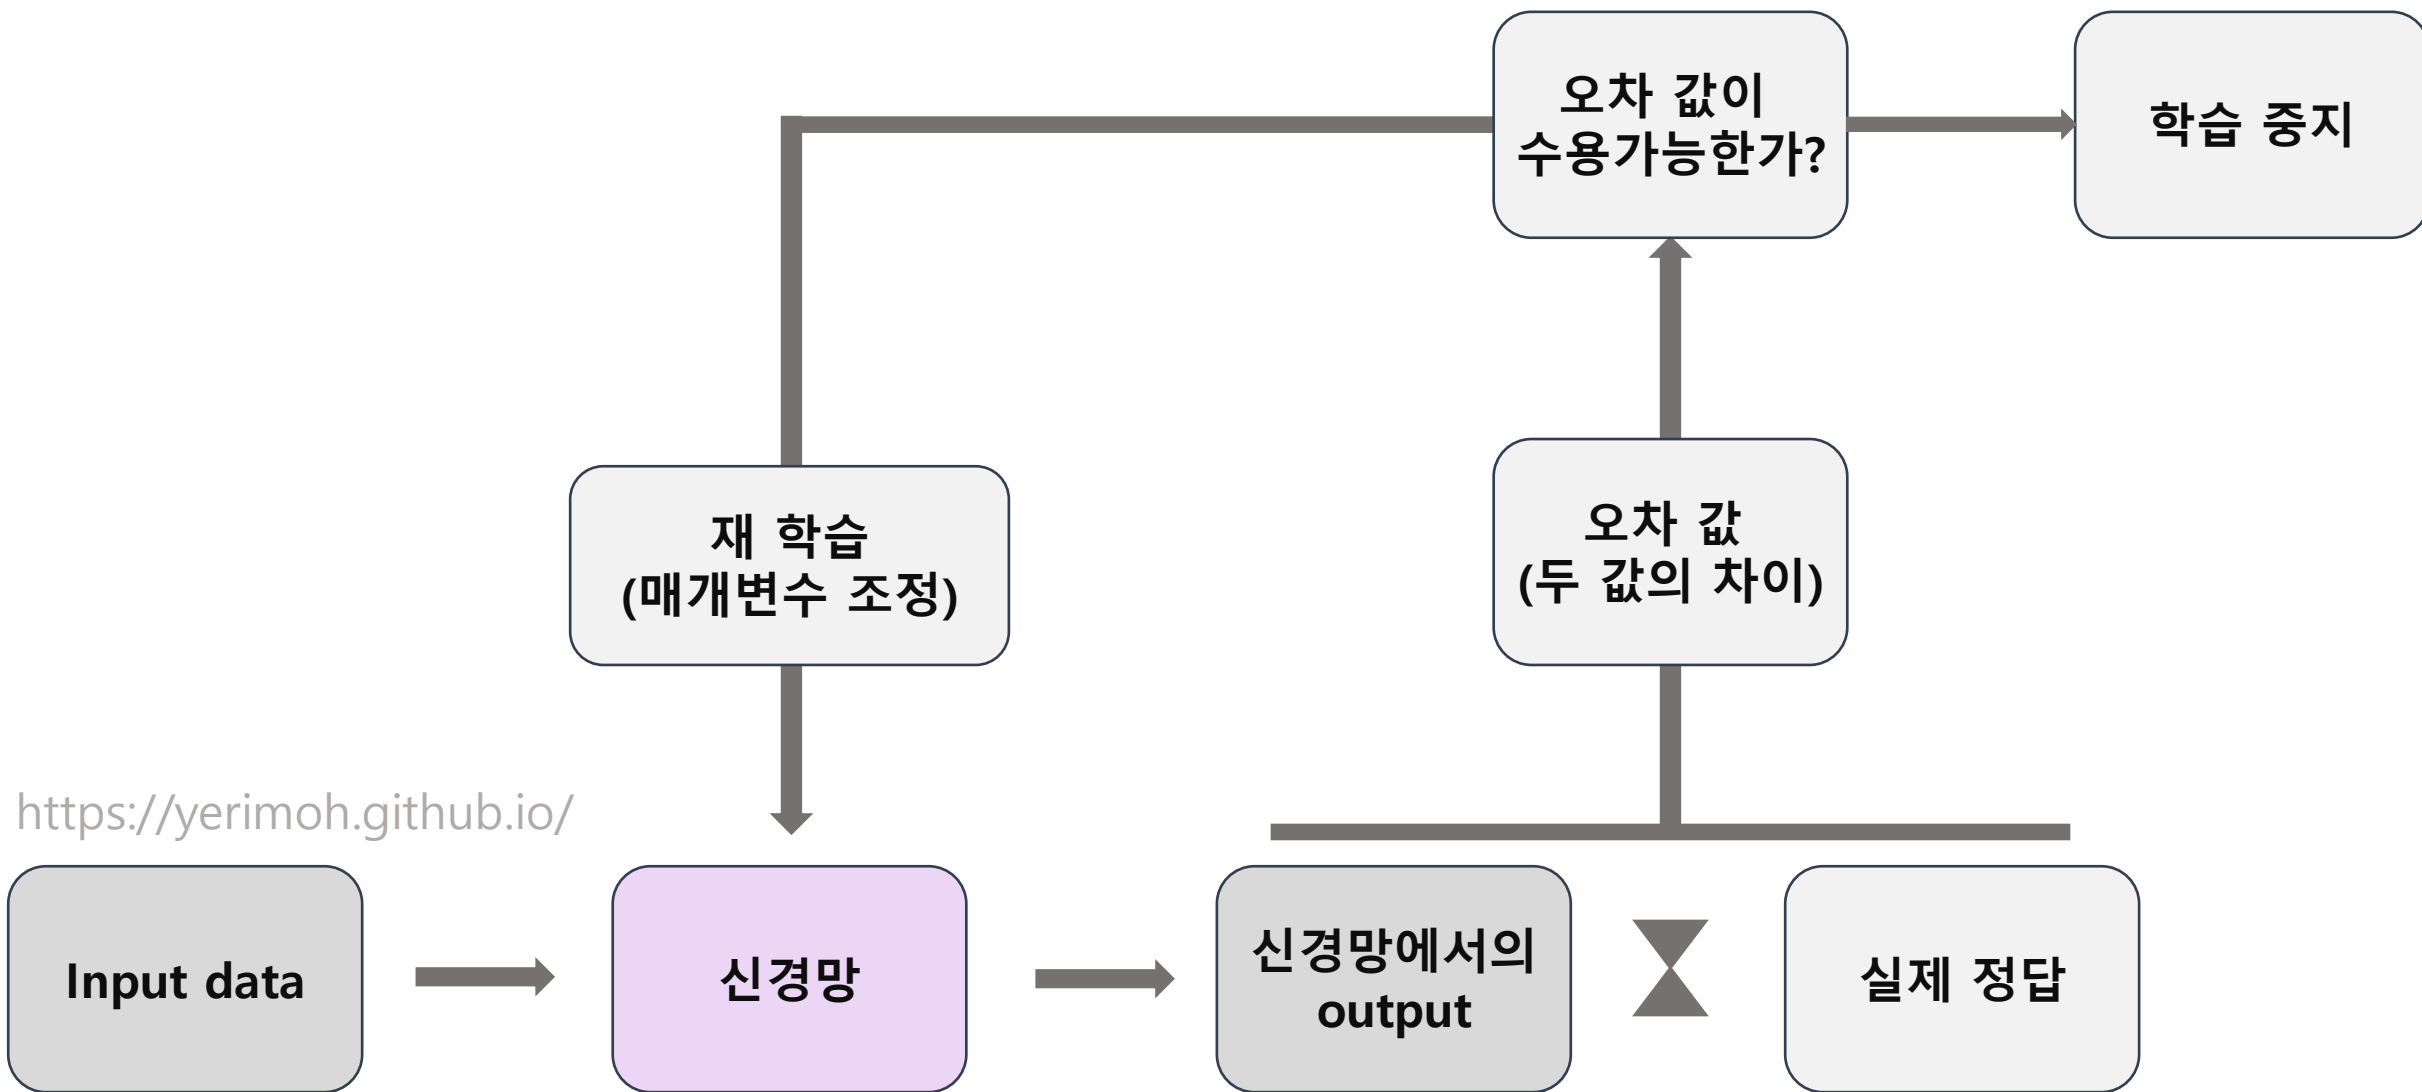 오차 값이
수용가능한가?
학습 중지
재 학습
(매개변수 조정)
오차 값
(두 값의 차이)
https://yerimoh.github.io/
Input data
신경망
신경망에서의
output
실제 정답